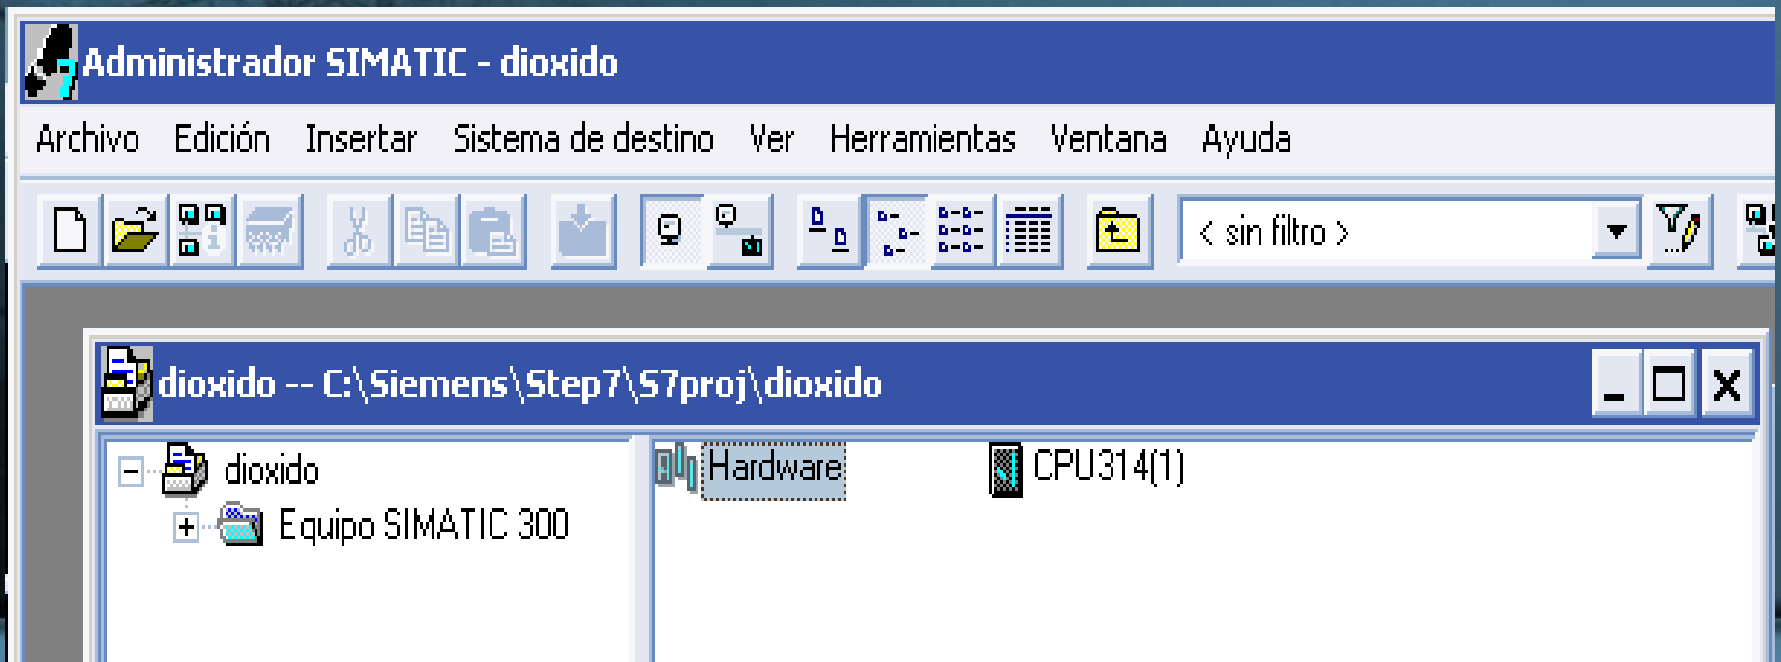 Administrador SIMATIC - dioxido
Archivo Edición Insertar Sistema de destino Ver Herramientas Ventana Ayuda
< sin filtro >
dioxido -- C:\Siemens\Step7\S7proj\dioxido
dioxido Hardware CPU314(1)
Equipo SIMATIC 300